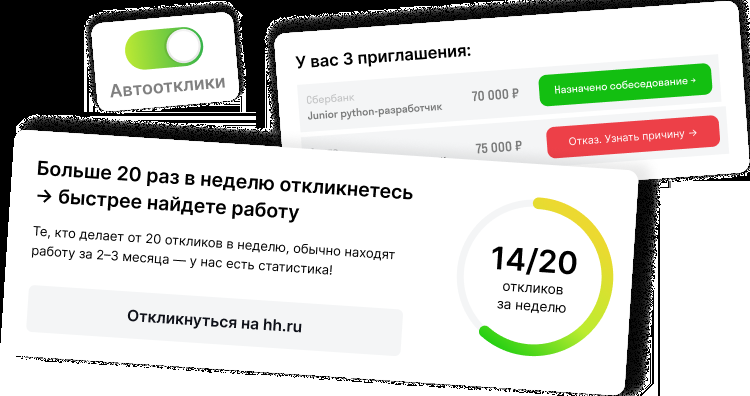 Автоотклики
У вас 3 приглашения:
Сбербанк
Junior python-разработчик
70 000 ₽
Назначено собеседование →
75 000 ₽
Отказ. Узнать причину →
Больше 20 раз в неделю откликнетесь
→ быстрее найдете работу
Те, кто делает от 20 откликов в неделю, обычно находят
работу за 2–3 месяца — у нас есть статистика!
Откликнуться на hh.ru
14/20
откликов
за неделю